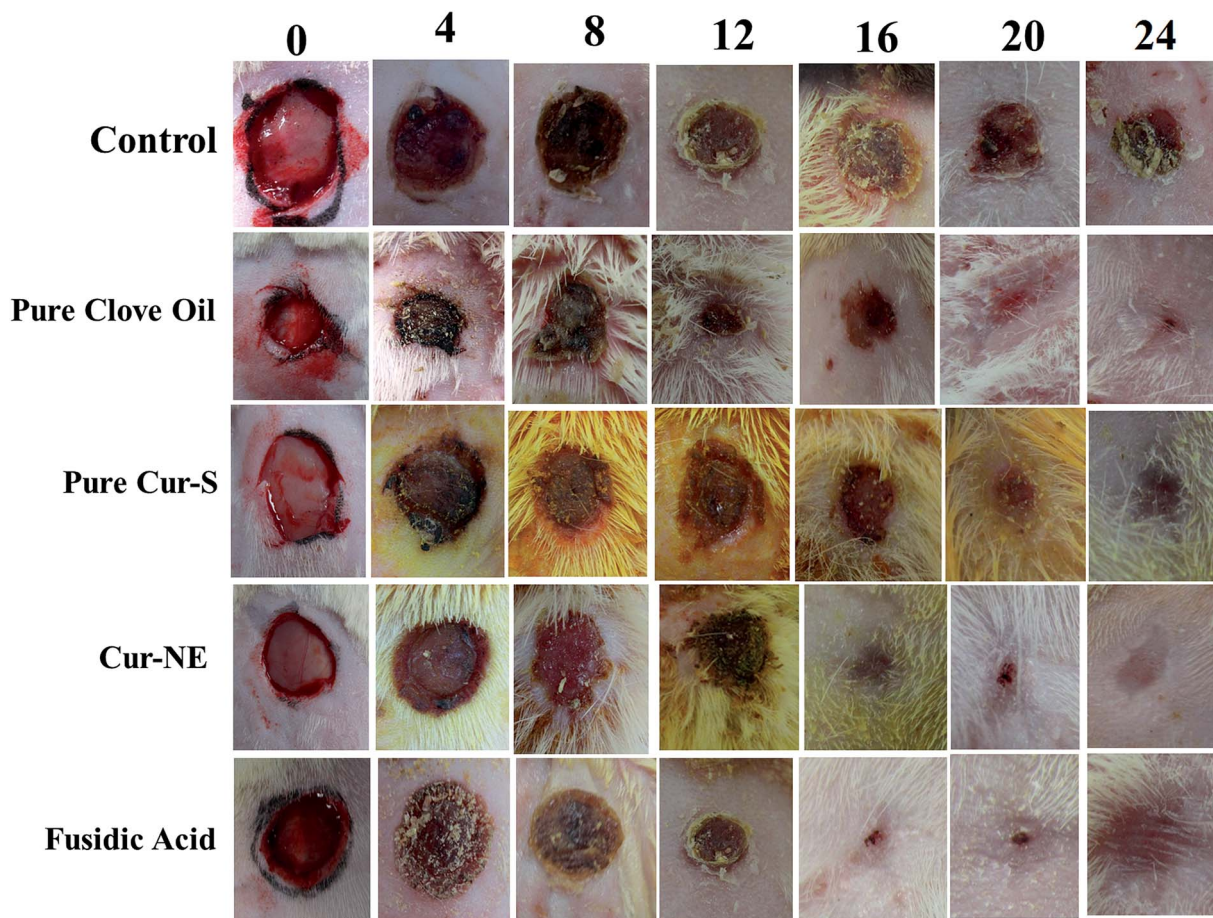 0 4 8 12 16 20 24
Control
Pure Clove Oil
Pure Cur-S
Cur-NE
Fusidic Acid